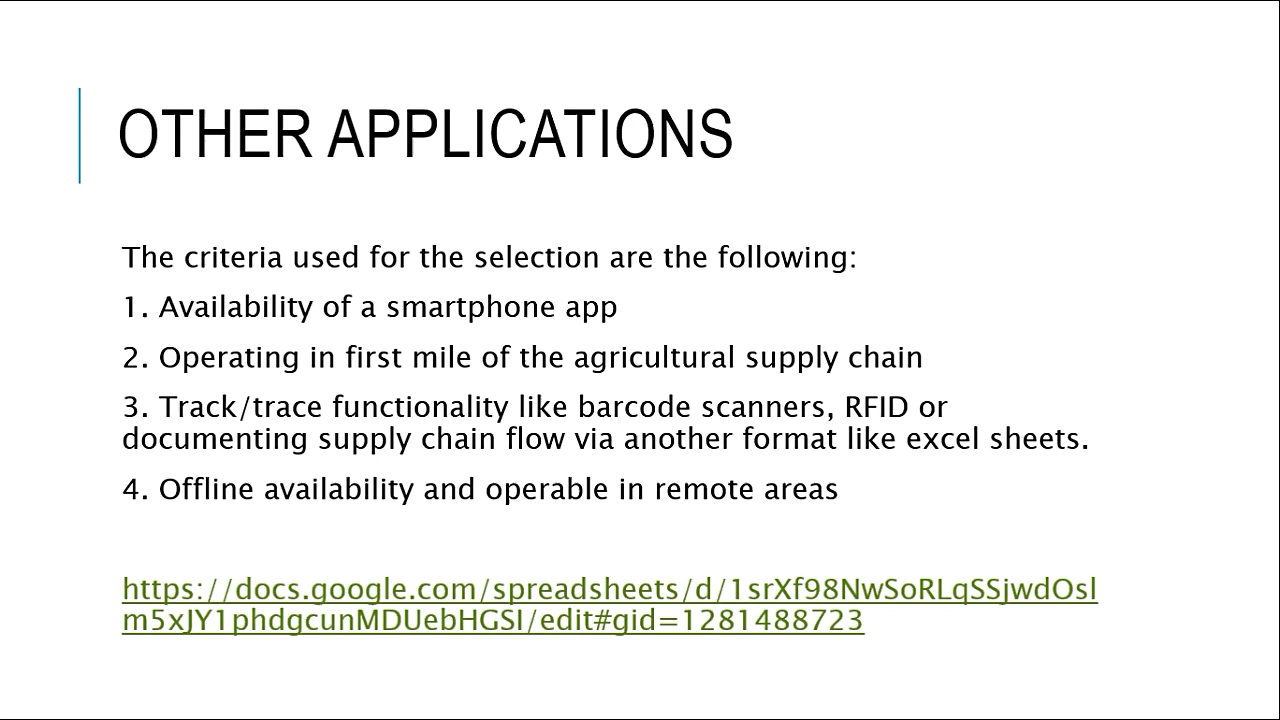 OTHER APPLICATIONS
The criteria used for the selection are the following:
1. Availability of a smartphone app
2. Operating in first mile of the agricultural supply chain
3. Track/trace functionality like barcode scanners, RFID or
documenting supply chain flow via another format like excel sheets.
4. Offline availability and operable in remote areas
https://docs.google.com/spreadsheets/d/1srXf98NwSoRLqSSjwdOsl
m5xJY1phdgcunMDUebHGSI/edit#gid=1281488723